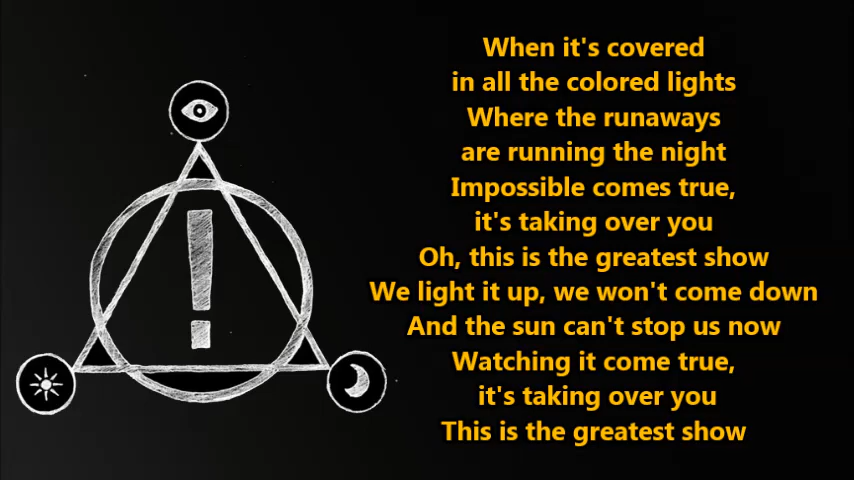 When it's covered
in all the colored lights
Where the runaways
are running the night
Impossible comes true,
it's taking over you
Oh, this is the greatest show
We light it up, we won't come down
And the sun can't stop us now
Watching it come true,
it's taking over you
This is the greatest show
!